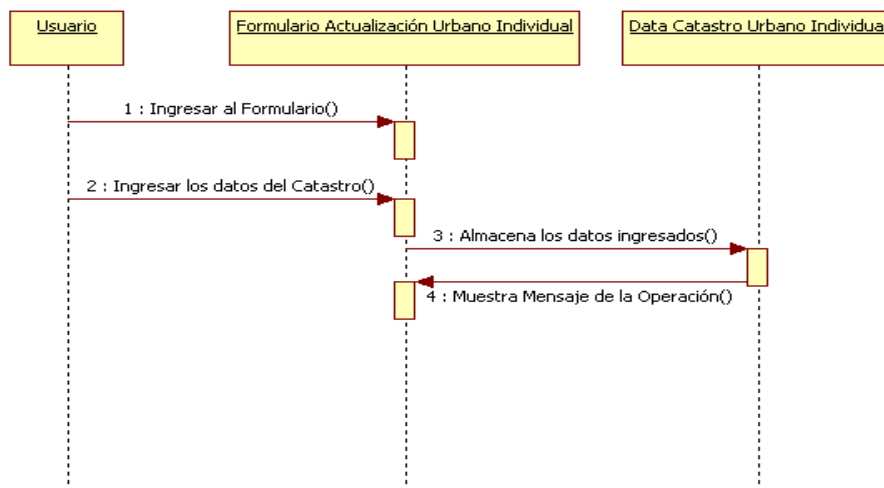 Usuario
Formulario Actualización Urbano Individual
Data Catastro Urbano Individua
1 : Ingresar al Formulario()
2 : Ingresar los datos del Catastro()
3 : Almacena los datos ingresados()
4 : Muestra Mensaje de la Operación()